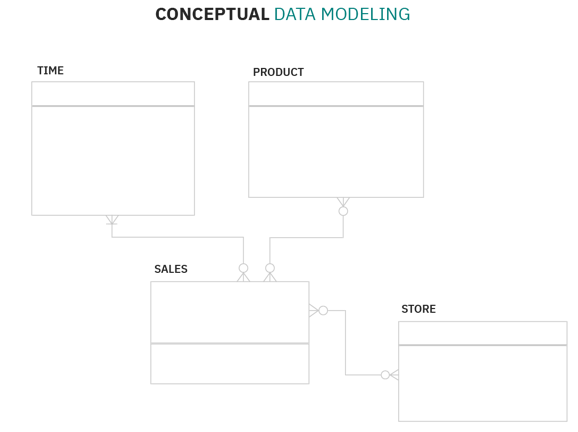 CONCEPTUAL DATA MODELING
TIME
PRODUCT
SALES
STORE